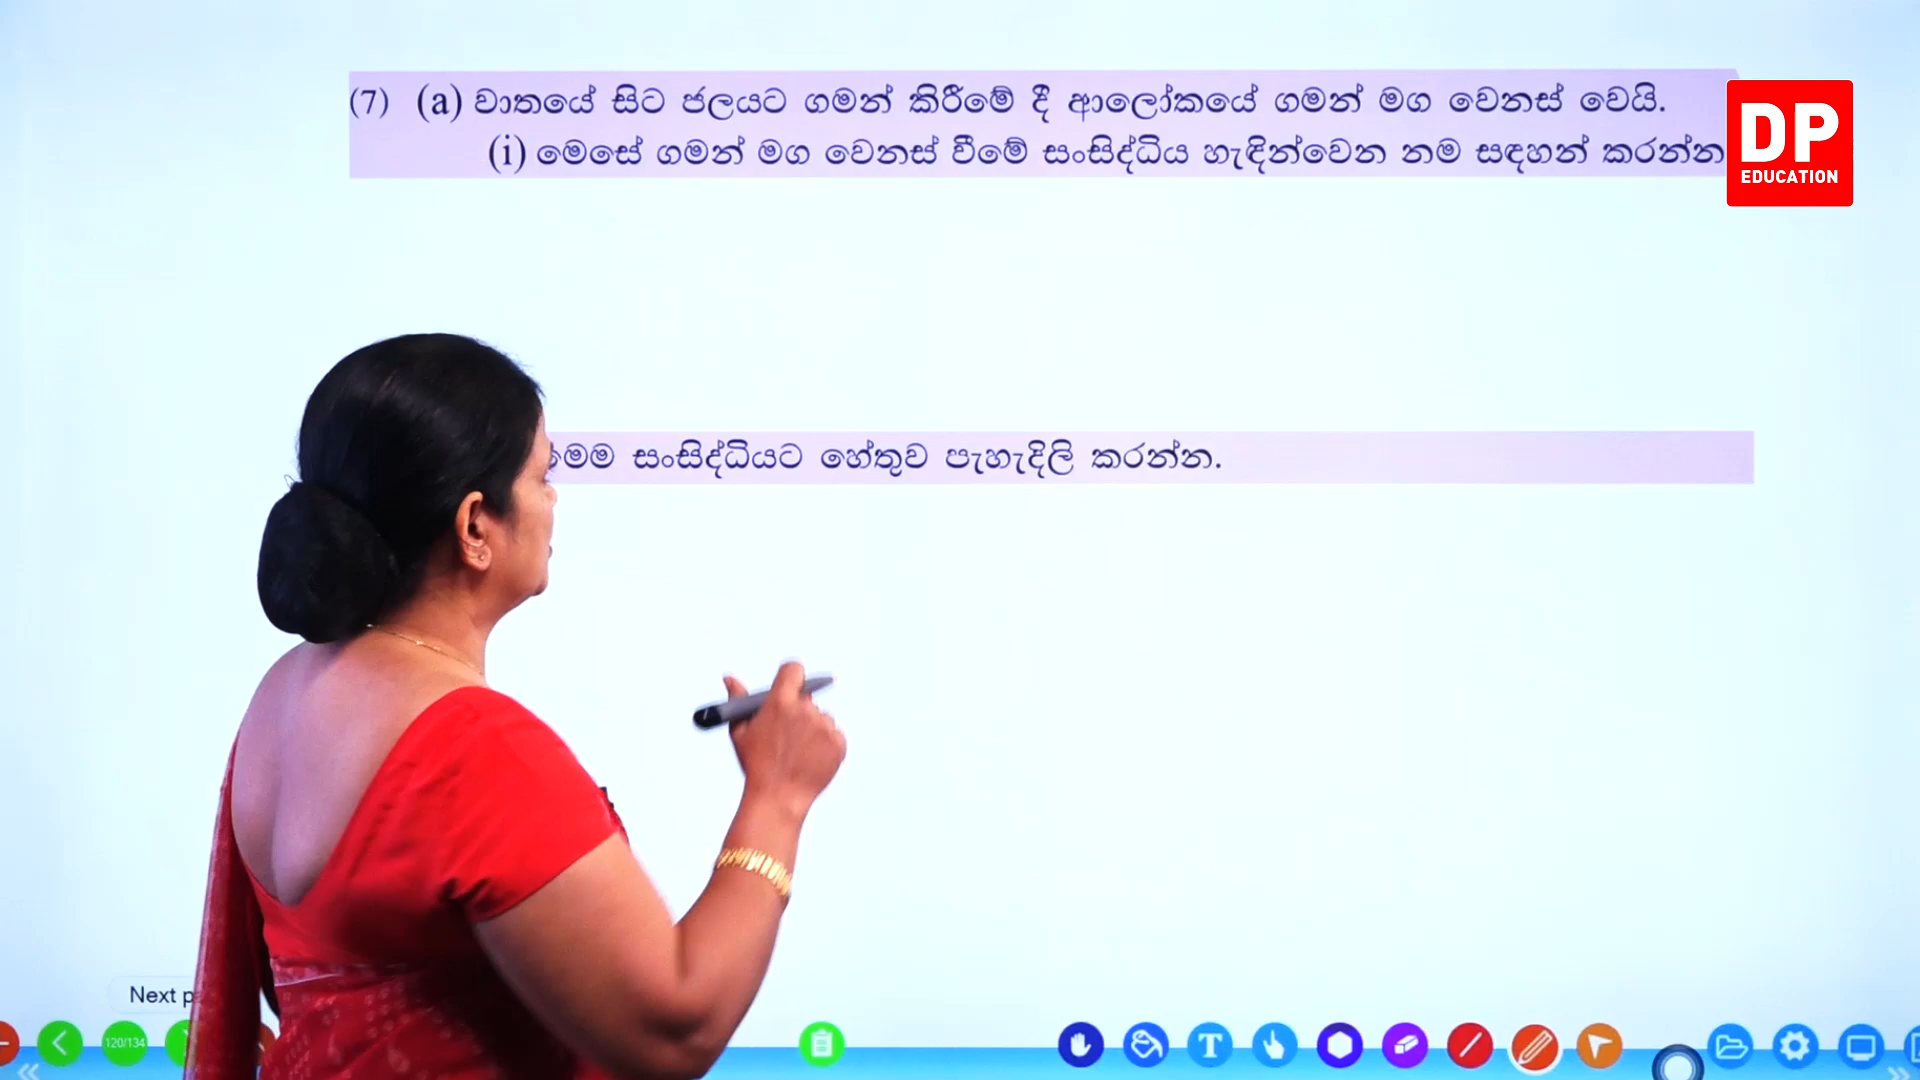 (7) (a) වාතයේ සිට ජලයට ගමන් කිරීමේ දී ආලෝකයේ ගමන් මග වෙනස් වෙයි.
(i) මෙසේ ගමන් මග වෙනස් වීමේ සංසිද්ධිය හැඳින්වෙන නම සඳහන් කරන්න
DP
EDUCATION
සංසිද්ධියට හේතුව පැහැදිලි කරන්න.
Next
120/134
T